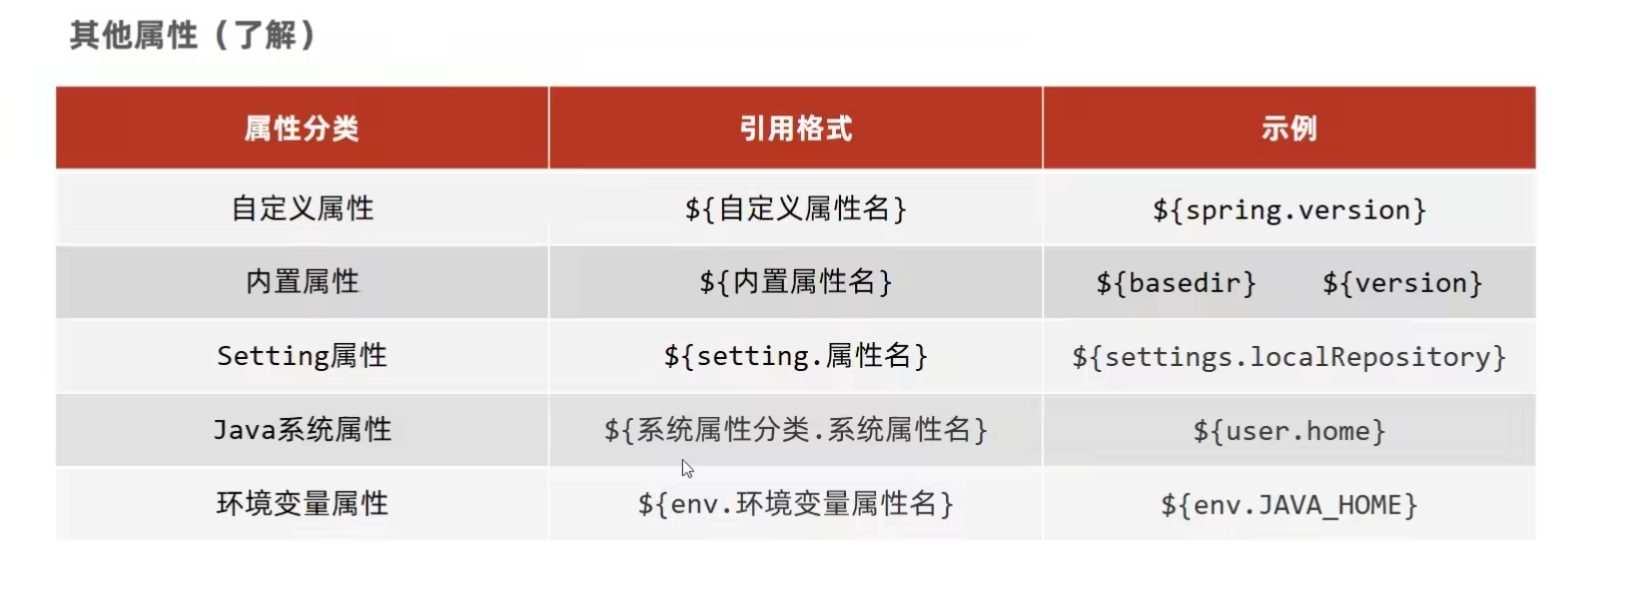 其他属性（了解）
属性分类 引用格式 示例
自定义属性 ${自定义属性名} ${spring.version}
内置属性 ${内置属性名} ${basedir} ${version}
Setting属性 ${setting.属性名} ${settings.localRepository}
Java系统属性 ${系统属性分类.系统属性名} ${user.home}
环境变量属性 ${env.环境变量属性名} ${env.JAVA_HOME}